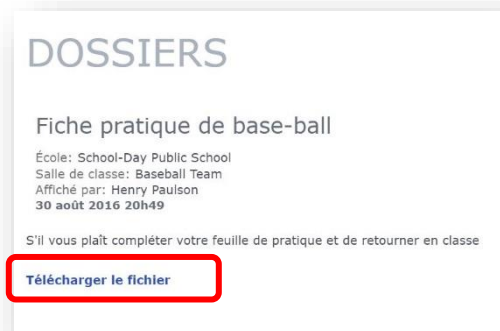 DOSSIERS
Fiche pratique de base-ball
École: School-Day Public School
Salle de classe: Baseball Team
Affiché par: Henry Paulson
30 août 2016 20h49
S'il vous plaît compléter votre feuille de pratique et de retourner en classe
Télécharger le fichier